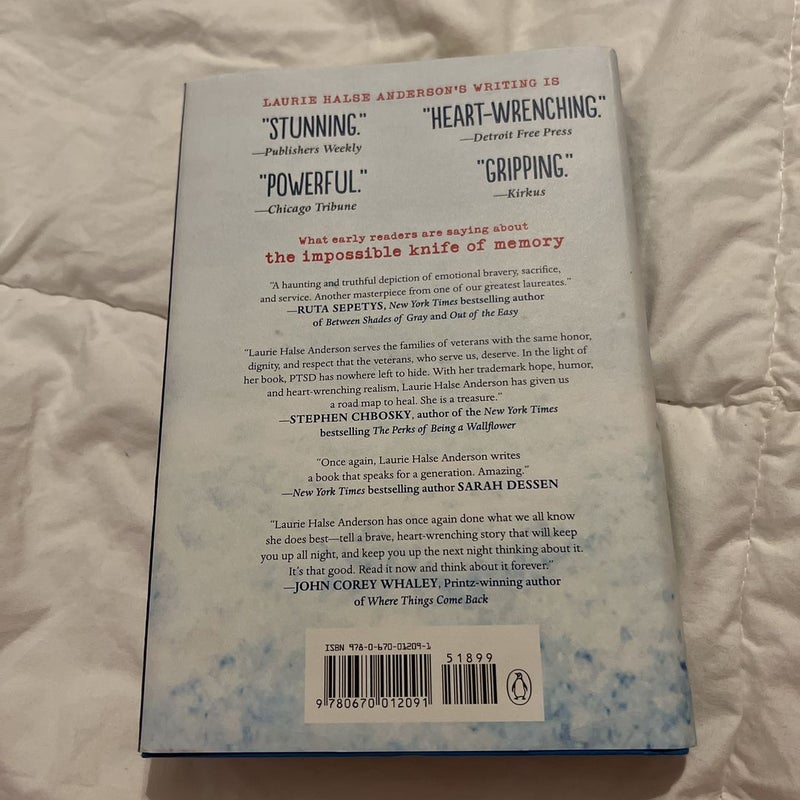 LAURIE HALSE ANDERSON'S WRITING IS
"STUNNING."
—Publishers Weekly
"HEART-WRENCHING."
—Detroit Free Press
"POWERFUL."
—Chicago Tribune
"GRIPPING."
—Kirkus
What early readers are saying about
the impossible knife of memory
"A haunting and truthful depiction of emotional bravery, sacrifice,
and service. Another masterpiece from one of our greatest laureates."
—RUTA SEPETYS, New York Times bestselling author
of Between Shades of Gray and Out of the Easy
"Laurie Halse Anderson serves the families of veterans with the same honor,
dignity, and respect that the veterans, who serve us, deserve. In the light of
her book, PTSD has nowhere left to hide. With her trademark hope, humor,
and heart-wrenching realism, Laurie Halse Anderson has given us
a road map to heal. She is a treasure."
—STEPHEN CHBOSKY, author of the New York Times
bestselling The Perks of Being a Wallflower
"Once again, Laurie Halse Anderson writes
a book that speaks for a generation. Amazing."
—New York Times bestselling author SARAH DESSEN
"Laurie Halse Anderson has once again done what we all know
she does best—tell a brave, heart-wrenching story that will keep
you up all night, and keep you up the next night thinking about it.
It's that good. Read it now and think about it forever."
—JOHN COREY WHALEY, Printz-winning author
of Where Things Come Back
ISBN 978-0-670-01209-1
51899
9 780670 012091